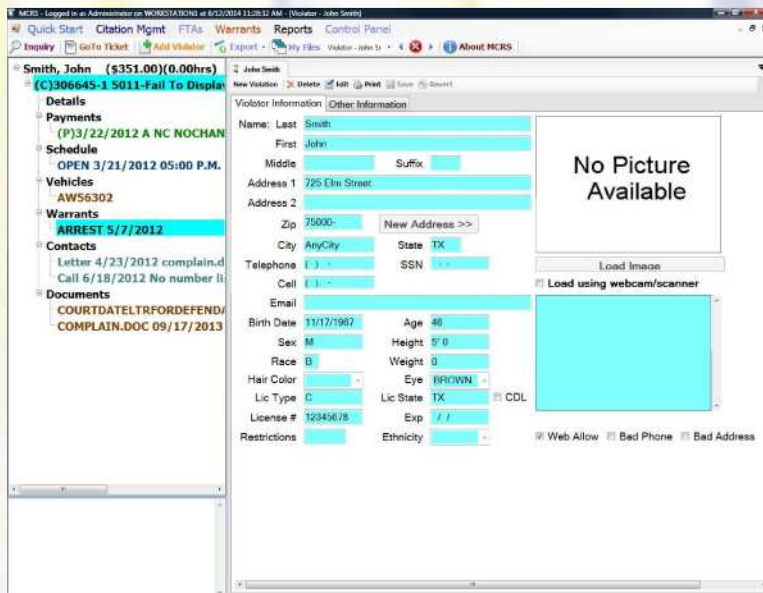 MCRS - Logged in as Administrator on WORKSTATION1 at 6/12/2014 11:28:32 AM - [Violator - John Smith]
Quick Start Citation Mgmt FTAs Warrants Reports Control Panel
Inquiry GoTo Ticket Add Violator Export My Files Violator - John Sr About MCRS
Smith, John ($351.00)(0.00hrs)
(C)306645-1 5011-Fail To Display
Details
Payments
(P)3/22/2012 A NC NOCHAN
Schedule
OPEN 3/21/2012 05:00 P.M.
Vehicles
AW56302
Warrants
ARREST 5/7/2012
Contacts
Letter 4/23/2012 complain.d
Call 6/18/2012 No number li
Documents
COURTDATELTRFORDEFENDA
COMPLAIN.DOC 09/17/2013
John Smith
New Violation Delete Edit Print Save Revert
Violator Information Other Information
Name: Last Smith
First John
Middle Suffix
Address 1 725 Elm Street
Address 2
Zip 75000- New Address >>
City AnyCity State TX
Telephone ( ) - SSN - -
Cell ( ) -
Email
Birth Date 11/17/1967 Age 46
Sex M Height 5' 0
Race B Weight 0
Hair Color Eye BROWN
Lic Type C Lic State TX CDL
License # 12345678 Exp / /
Restrictions Ethnicity
No Picture
Available
Load Image
Load using webcam/scanner
Web Allow Bad Phone Bad Address